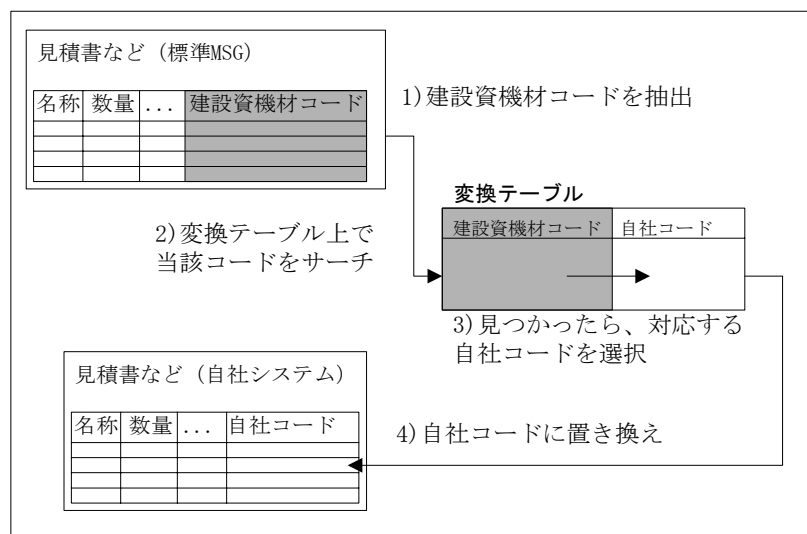 見積書など（標準MSG）
名称 数量 ... 建設資機材コード
1)建設資機材コードを抽出
変換テーブル
建設資機材コード 自社コード
2)変換テーブル上で
当該コードをサーチ
3)見つかったら、対応する
自社コードを選択
見積書など（自社システム）
名称 数量 ... 自社コード
4)自社コードに置き換え